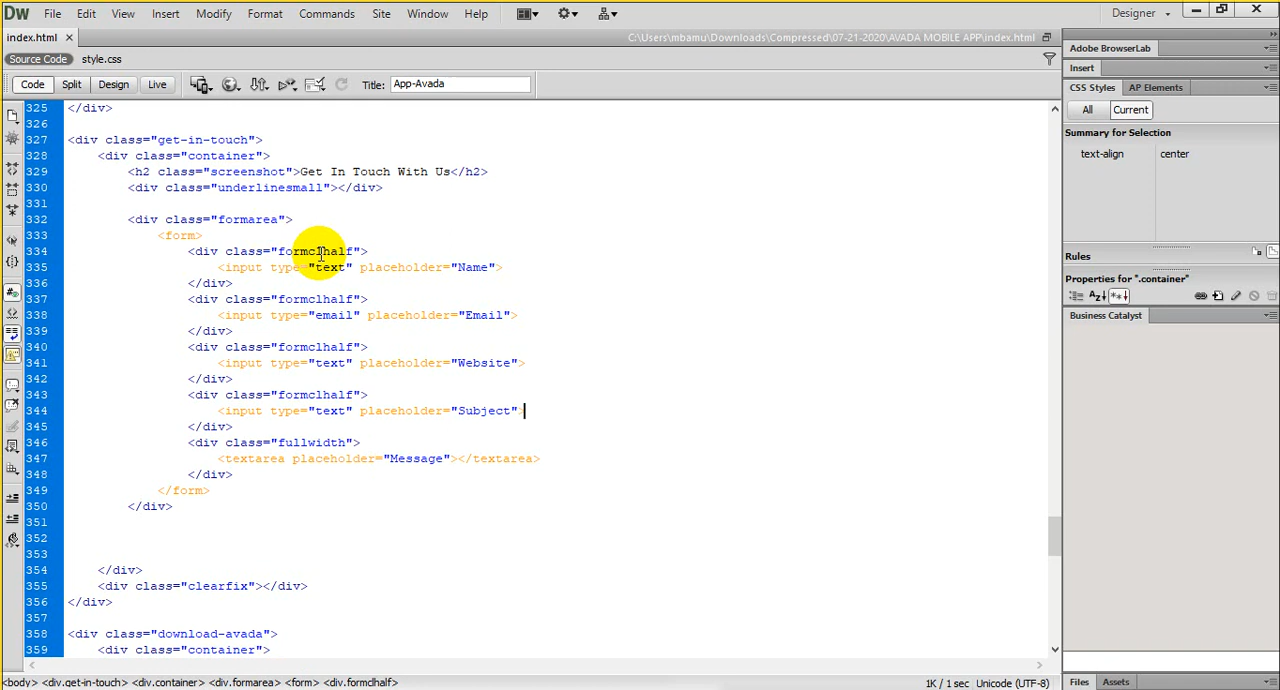 Dw File Edit View Insert Modify Format Commands Site Window Help Designer
index.html × C:\Users\mbamu\Downloads\Compressed\07-21-2020\AVADA MOBILE APP\index.html
Source Code style.css
Code Split Design Live Title: App-Avada
325 </div>
326
327 <div class="get-in-touch">
328 <div class="container">
329 <h2 class="screenshot">Get In Touch With Us</h2>
330 <div class="underlinesmall"></div>
331
332 <div class="formarea">
333 <form>
334 <div class="formclhalf">
335 <input type="text" placeholder="Name">
336 </div>
337 <div class="formclhalf">
338 <input type="email" placeholder="Email">
339 </div>
340 <div class="formclhalf">
341 <input type="text" placeholder="Website">
342 </div>
343 <div class="formclhalf">
344 <input type="text" placeholder="Subject">
345 </div>
346 <div class="fullwidth">
347 <textarea placeholder="Message"></textarea>
348 </div>
349 </form>
350 </div>
351
352
353
354 </div>
355 <div class="clearfix"></div>
356 </div>
357
358 <div class="download-avada">
359 <div class="container">
<body> <div.get-in-touch> <div.container> <div.formarea> <form> <div.formclhalf> 1K / 1 sec Unicode (UTF-8)
Adobe BrowserLab
Insert
CSS Styles AP Elements
All Current
Summary for Selection
text-align center
Rules
Properties for ".container"
Business Catalyst
Files Assets